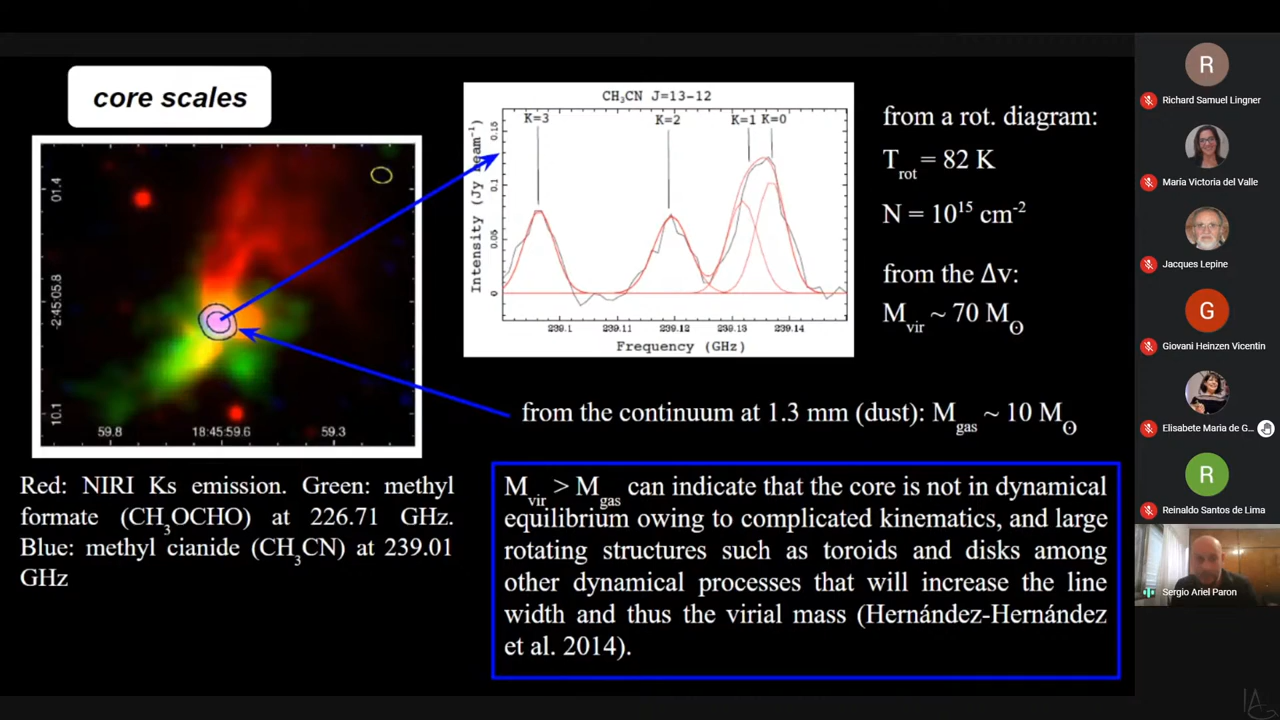 core scales
01.4
-2:45:05.8
10.1
59.8
18:45:59.6
59.3
Red: NIRI Ks emission. Green: methyl
formate (CH3OCHO) at 226.71 GHz.
Blue: methyl cianide (CH3CN) at 239.01
GHz
CH3CN J=13-12
K=3
K=2
K=1
K=0
Intensity (Jy beam-1)
0.15
0.1
0.05
0
239.1
239.11
239.12
239.13
239.14
Frequency (GHz)
from a rot. diagram:
Trot = 82 K
N = 10^15 cm^-2
from the Δv:
Mvir ~ 70 M⊙
from the continuum at 1.3 mm (dust): Mgas ~ 10 M⊙
Mvir > Mgas can indicate that the core is not in dynamical
equilibrium owing to complicated kinematics, and large
rotating structures such as toroids and disks among
other dynamical processes that will increase the line
width and thus the virial mass (Hernández-Hernández
et al. 2014).
R
Richard Samuel Lingner
María Victoria del Valle
Jacques Lepine
G
Giovani Heinzen Vicentin
Elisabete Maria de G...
R
Reinaldo Santos de Lima
Sergio Ariel Paron
IAG